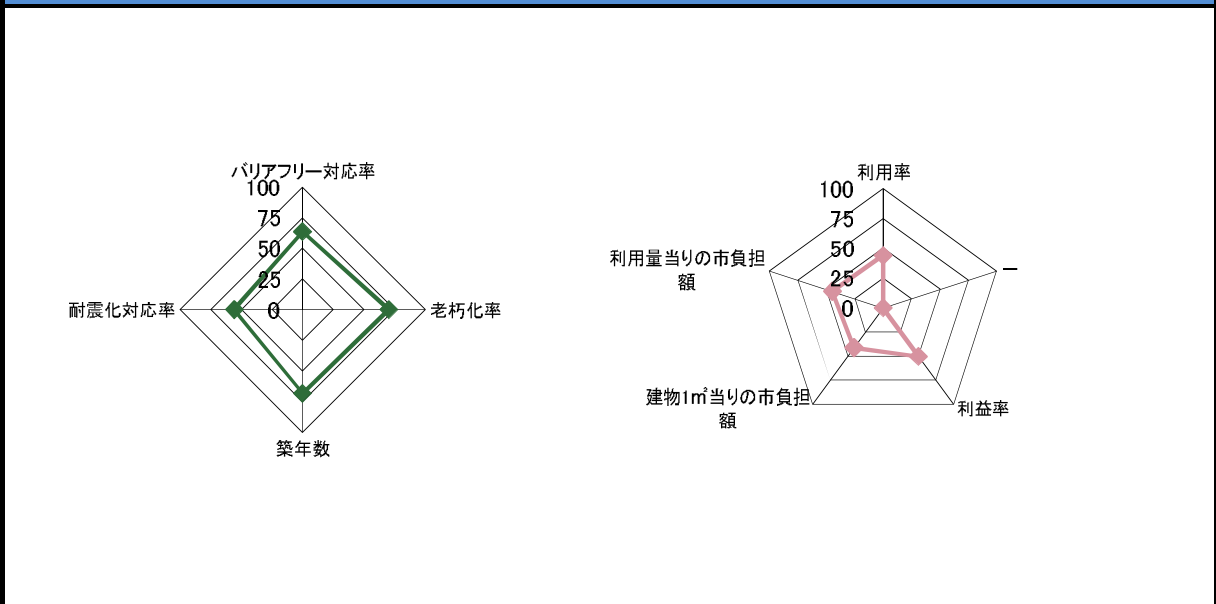 バリアフリー対応率
100
75
50
25
0
耐震化対応率
老朽化率
築年数
利用率
100
75
50
25
0
利用量当りの市負担
額
ー
建物1㎡当りの市負担
額
利益率